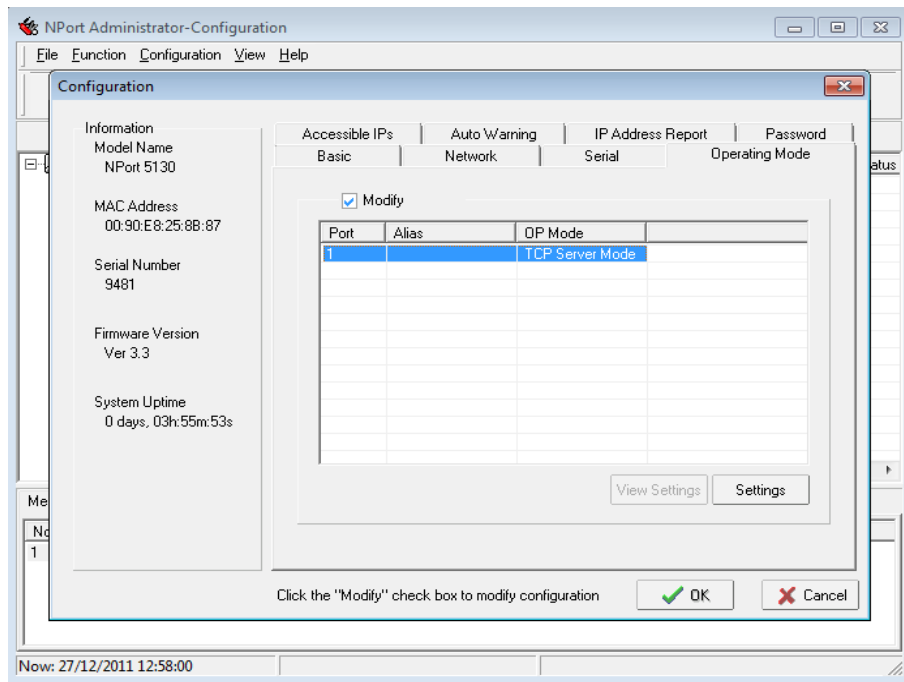 NPort Administrator-Configuration
File Function Configuration View Help
Configuration
Information
Model Name
NPort 5130
MAC Address
00:90:E8:25:8B:87
Serial Number
9481
Firmware Version
Ver 3.3
System Uptime
0 days, 03h:55m:53s
Accessible IPs Auto Warning IP Address Report Password
Basic Network Serial Operating Mode
Modify
Port Alias OP Mode
1 TCP Server Mode
View Settings Settings
Click the "Modify" check box to modify configuration OK Cancel
atus
Me
No
1
Now: 27/12/2011 12:58:00